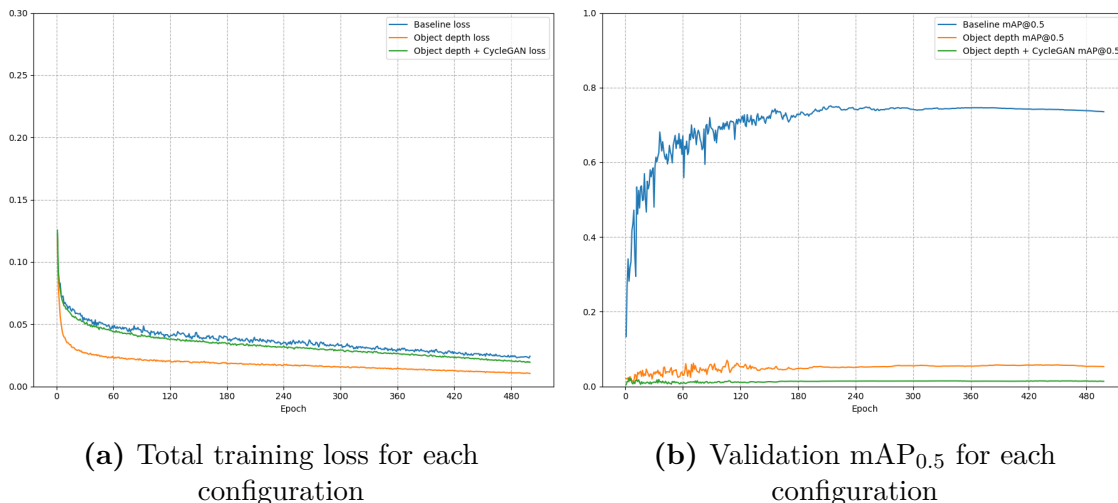 0.30
0.25
0.20
0.15
0.10
0.05
0.00
0
60
120
180
240
300
360
420
480
Epoch
Baseline loss
Object depth loss
Object depth + CycleGAN loss
1.0
0.8
0.6
0.4
0.2
0.0
0
60
120
180
240
300
360
420
480
Epoch
Baseline mAP@0.5
Object depth mAP@0.5
Object depth + CycleGAN mAP@0.5
(a) Total training loss for each
configuration
(b) Validation mAP0.5 for each
configuration